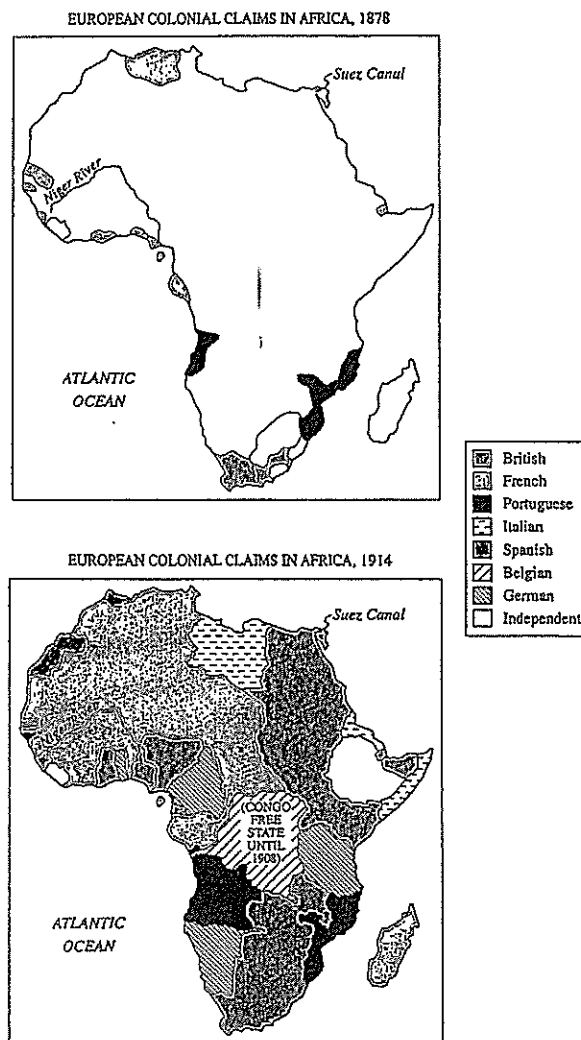 EUROPEAN COLONIAL CLAIMS IN AFRICA, 1878
Suez Canal
Niger River
ATLANTIC
OCEAN
British
French
Portuguese
Italian
Spanish
Belgian
German
Independent
EUROPEAN COLONIAL CLAIMS IN AFRICA, 1914
Suez Canal
(CONGO
FREE
STATE
UNTIL
1908)
ATLANTIC
OCEAN